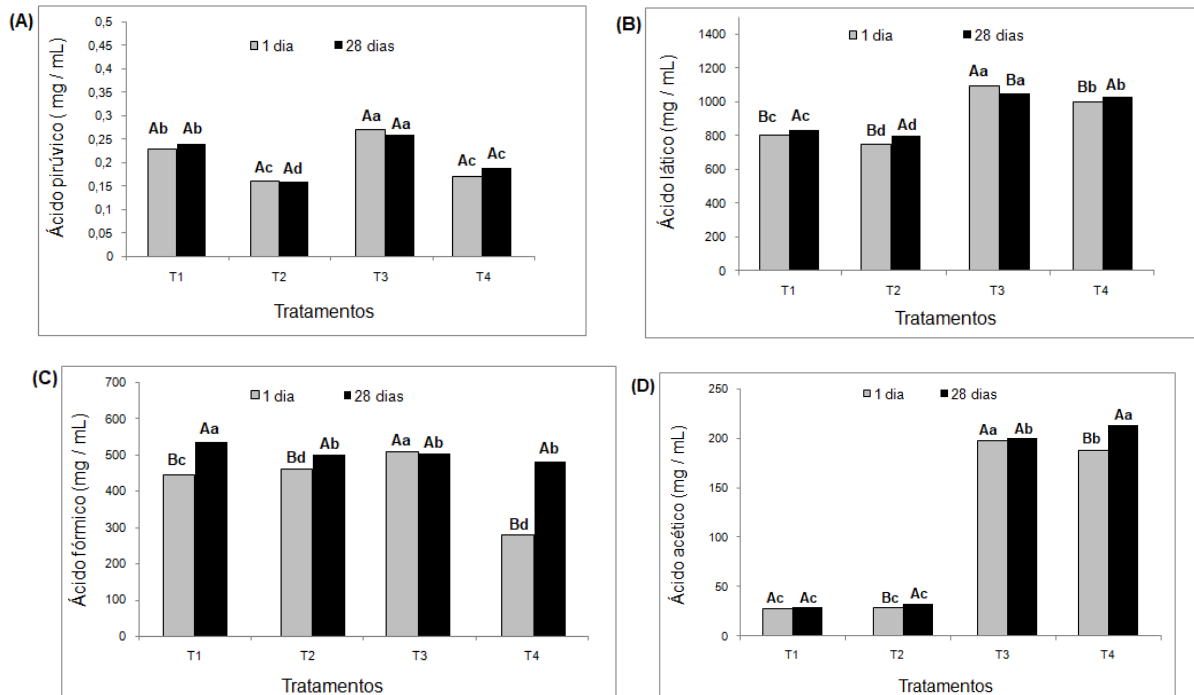 (A)
0,5
0,45
0,4
0,35
0,3
0,25
0,2
0,15
0,1
0,05
0
Ácido pirúvico ( mg / mL)
1 dia 28 dias
Ab Ab
Ac Ad
Aa Aa
Ac Ac
T1 T2 T3 T4
Tratamentos
(B)
1400
1200
1000
800
600
400
200
0
Ácido lático (mg / mL)
1 dia 28 dias
Bc Ac
Bd Ad
Aa Ba
Bb Ab
T1 T2 T3 T4
Tratamentos
(C)
700
600
500
400
300
200
100
0
Ácido fórmico (mg / mL)
1 dia 28 dias
Bc Aa
Bd Ab
Aa Ab
Bd Ab
T1 T2 T3 T4
Tratamentos
(D)
250
200
150
100
50
0
Ácido acético (mg / mL)
1 dia 28 dias
Ac Ac
Bc Ac
Aa Ab
Bb Aa
T1 T2 T3 T4
Tratamentos